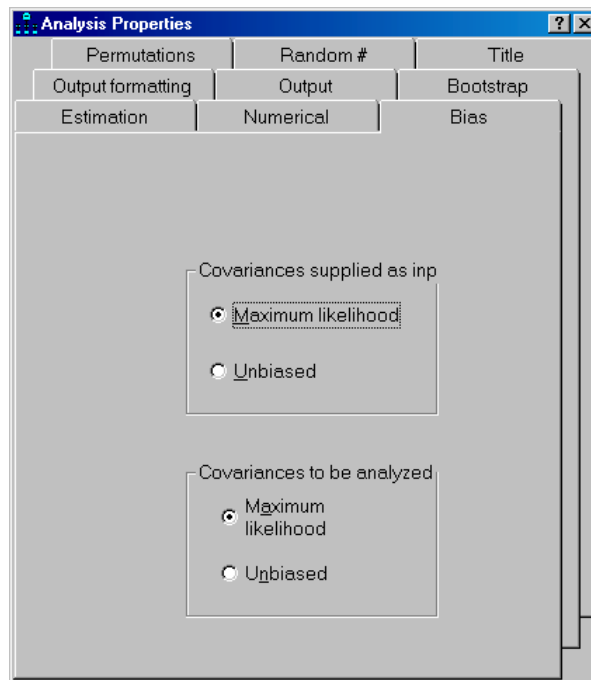 Analysis Properties
Permutations Random # Title
Output formatting Output Bootstrap
Estimation Numerical Bias
Covariances supplied as inp
Maximum likelihood
Unbiased
Covariances to be analyzed
Maximum
likelihood
Unbiased